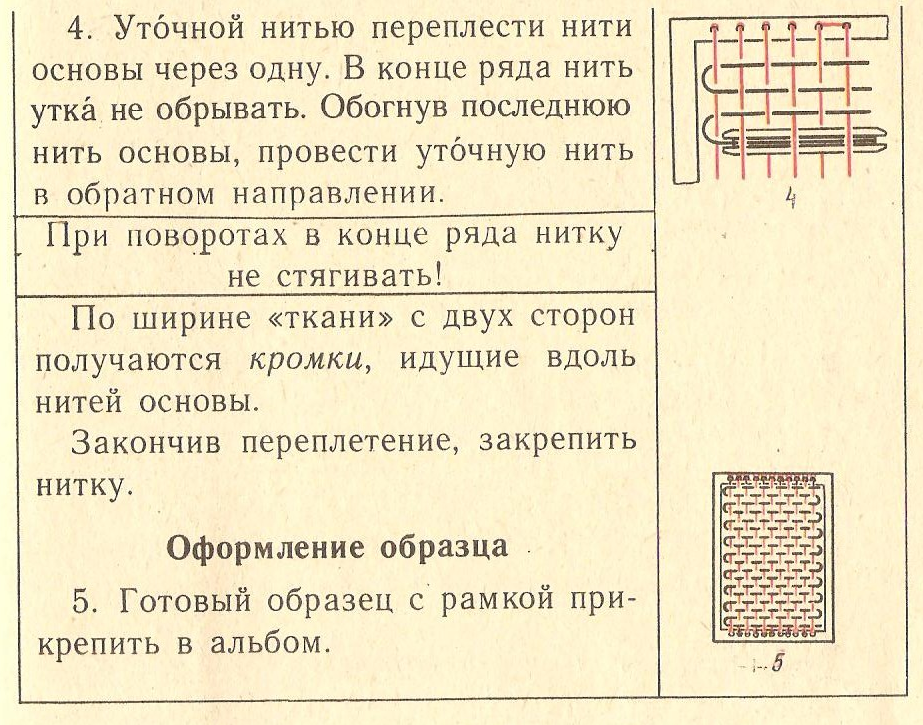 4. Уто́чной нитью переплести нити
основы через одну. В конце ряда нить
утка́ не обрывать. Обогнув последнюю
нить основы, провести уто́чную нить
в обратном направлении.
При поворотах в конце ряда нитку
не стягивать!
По ширине «ткани» с двух сторон
получаются кромки, идущие вдоль
нитей основы.
Закончив переплетение, закрепить
нитку.
Оформление образца
5. Готовый образец с рамкой при-
крепить в альбом.
4
5